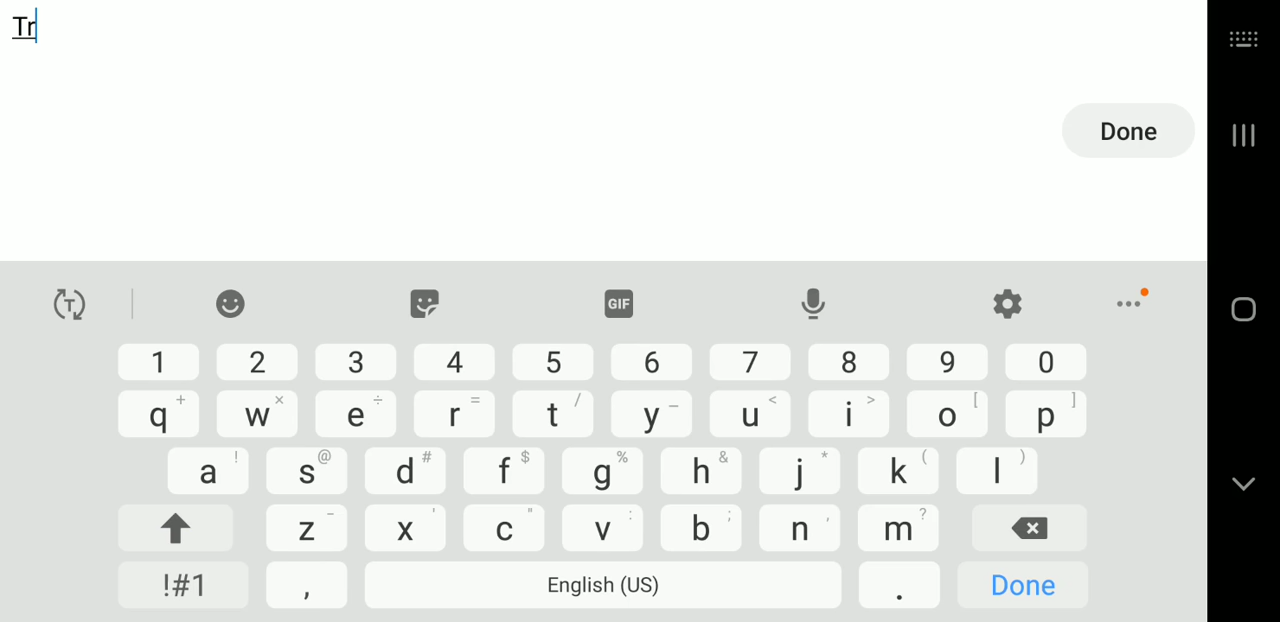 Tr
Done
T
GIF
1 2 3 4 5 6 7 8 9 0
q + w × e ÷ r = t / y _ u < i > o [ p ]
a ! s @ d # f $ g % h & j * k ( l )
z - x ' c " v : b ; n , m ?
!#1 , English (US) . Done